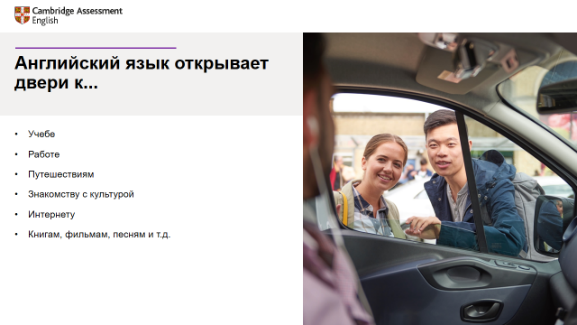 Cambridge Assessment
English
Английский язык открывает
двери к...
• Учебе
• Работе
• Путешествиям
• Знакомству с культурой
• Интернету
• Книгам, фильмам, песням и т.д.